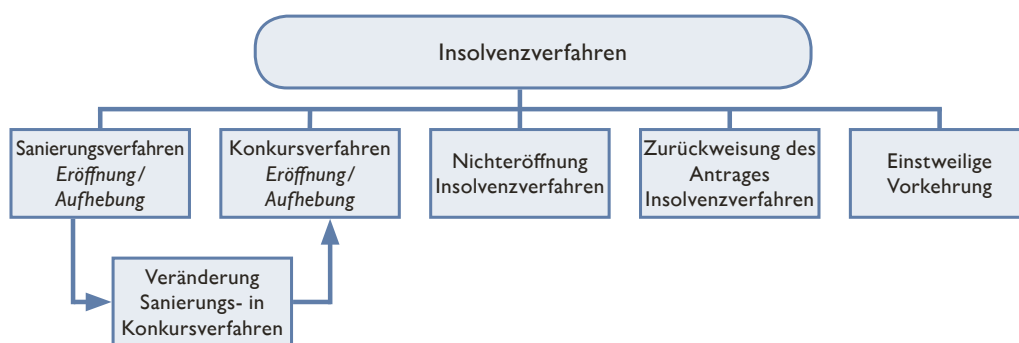 Insolvenzverfahren
Sanierungsverfahren
Eröffnung/
Aufhebung
Konkursverfahren
Eröffnung/
Aufhebung
Nichteröffnung
Insolvenzverfahren
Zurückweisung des
Antrages
Insolvenzverfahren
Einstweilige
Vorkehrung
Veränderung
Sanierungs- in
Konkursverfahren